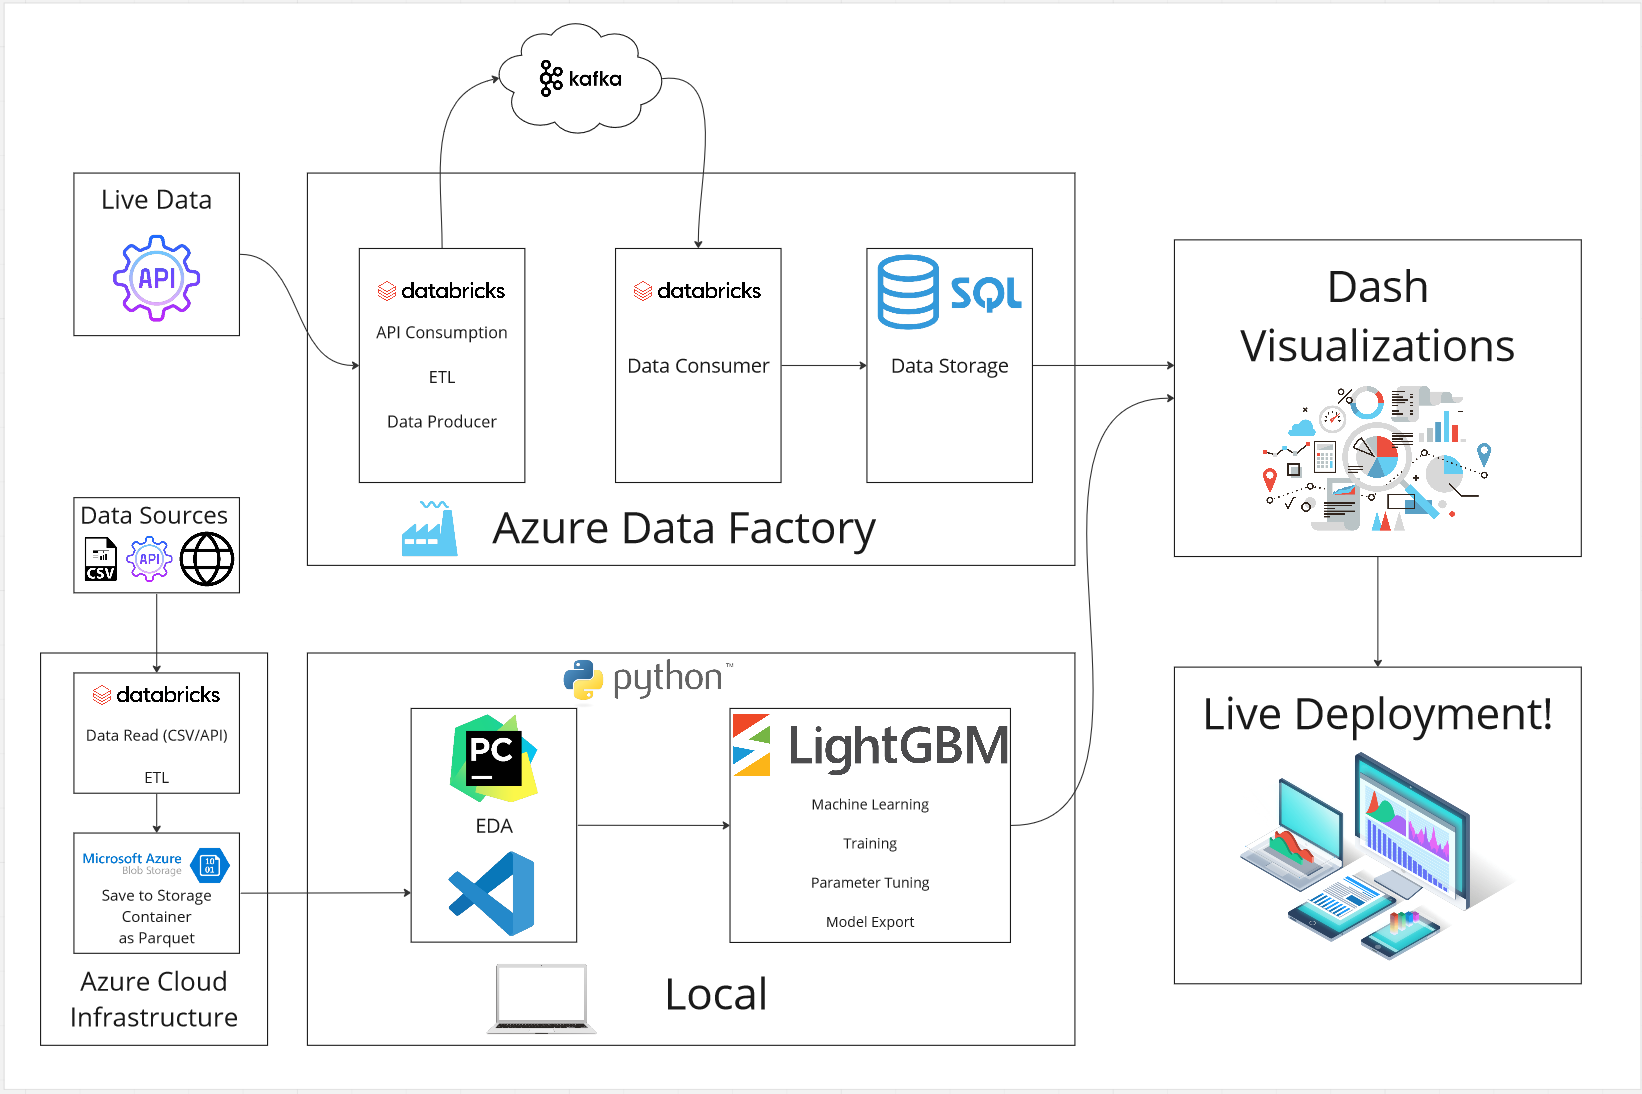 kafka
Live Data
API
databricks
API Consumption
ETL
Data Producer
databricks
Data Consumer
SQL
Data Storage
Azure Data Factory
Dash
Visualizations
Data Sources
CSV
API
databricks
Data Read (CSV/API)
ETL
Microsoft Azure
Blob Storage
10
01
Save to Storage
Container
as Parquet
Azure Cloud
Infrastructure
python™
PC
EDA
LightGBM
Machine Learning
Training
Parameter Tuning
Model Export
Local
Live Deployment!